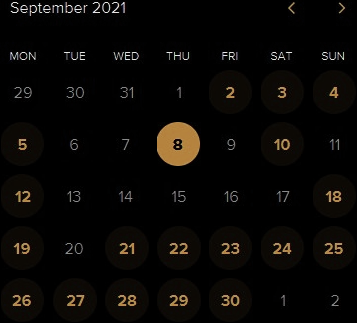 September 2021
MON TUE WED THU FRI SAT SUN
29 30 31 1 2 3 4
5 6 7 8 9 10 11
12 13 14 15 16 17 18
19 20 21 22 23 24 25
26 27 28 29 30 1 2